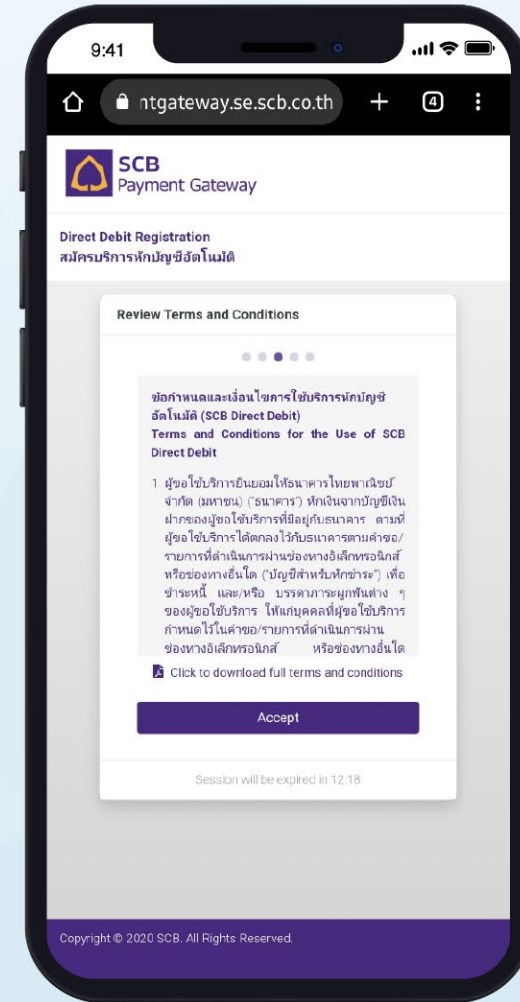 9:41
ntgateway.se.scb.co.th
4
SCB
Payment Gateway
Direct Debit Registration
สมัครบริการหักบัญชีอัตโนมัติ
Review Terms and Conditions
ข้อกำหนดและเงื่อนไขการใช้บริการหักบัญชี
อัตโนมัติ (SCB Direct Debit)
Terms and Conditions for the Use of SCB
Direct Debit
1 ผู้ขอใช้บริการยินยอมให้ธนาคารไทยพาณิชย์
จำกัด (มหาชน) ("ธนาคาร") หักเงินจากบัญชีเงิน
ฝากของผู้ขอใช้บริการที่มีอยู่กับธนาคาร ตามที่
ผู้ขอใช้บริการได้ตกลงไว้กับธนาคารตามคำขอ/
รายการที่ดำเนินการผ่านช่องทางอิเล็กทรอนิกส์
หรือช่องทางอื่นใด ("บัญชีสำหรับหักชำระ") เพื่อ
ชำระหนี้ และ/หรือ บรรดาภาระผูกพันต่าง ๆ
ของผู้ขอใช้บริการ ให้แก่บุคคลที่ผู้ขอใช้บริการ
กำหนดไว้ในคำขอ/รายการที่ดำเนินการผ่าน
ช่องทางอิเล็กทรอนิกส์ หรือช่องทางอื่นใด
Click to download full terms and conditions
Accept
Session will be expired in 12:18
Copyright © 2020 SCB. All Rights Reserved.